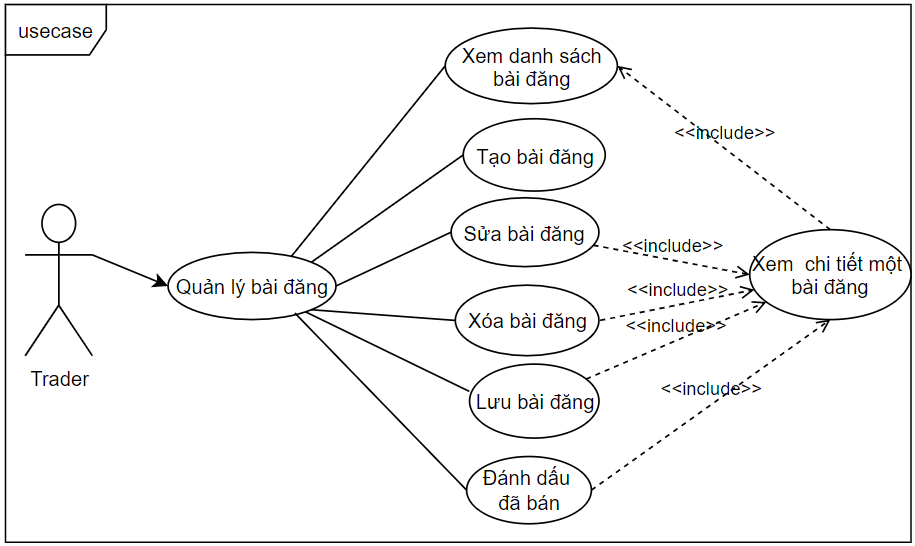 usecase
Xem danh sách
bài đăng
<<include>>
Tạo bài đăng
Sửa bài đăng
<<include>>
Xem chi tiết một
bài đăng
Quản lý bài đăng
<<include>>
Xóa bài đăng
<<include>>
Trader
Lưu bài đăng
<<include>>
Đánh dấu
đã bán